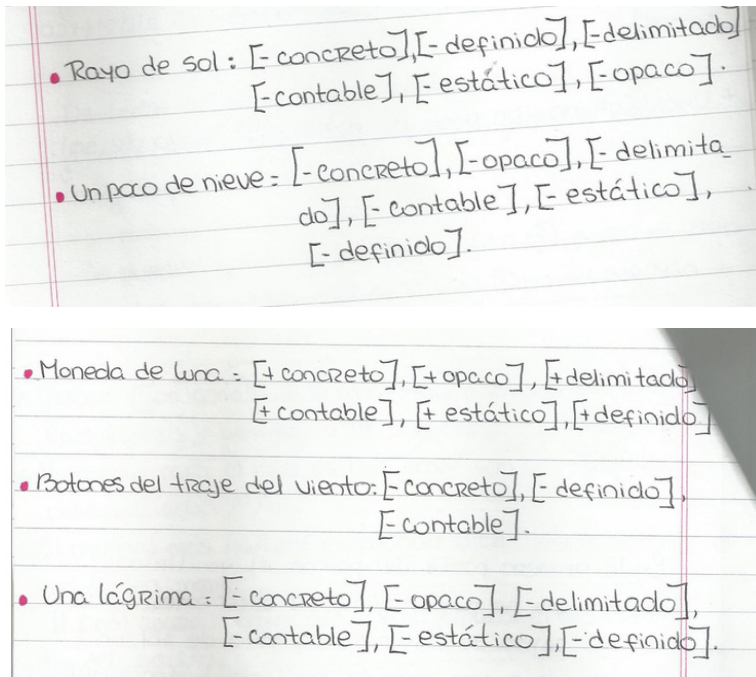 • Rayo de sol: [-concreto],[-definido],[-delimitado]
[-contable], [-estático], [-opaco].
• Un poco de nieve: [-concreto],[-opaco],[-delimita_
do], [-contable], [-estático],
[-definido].
• Moneda de luna: [+concreto], [+opaco], [+delimitado]
[+contable], [+ estático],[+definido]
• Botones del traje del viento: [-concreto], [-definido],
[-contable].
• Una lágrima: [-concreto], [-opaco], [-delimitado],
[-contable], [-estático],[-definido].